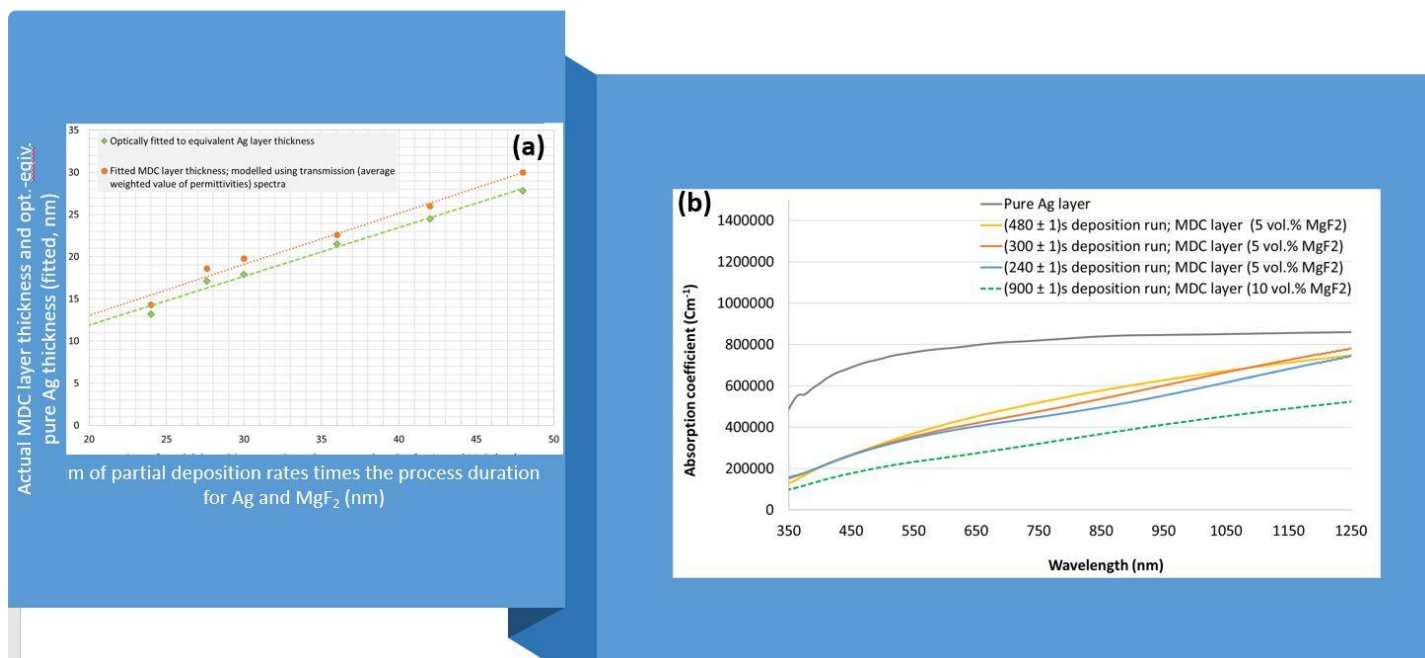 Actual MDC layer thickness and opt.-eqiv.
pure Ag thickness (fitted, nm)
35
30
25
20
15
10
5
0
(a)
Optically fitted to equivalent Ag layer thickness
Fitted MDC layer thickness; modelled using transmission (average
weighted value of permittivities) spectra
20 25 30 35 40 45 50
m of partial deposition rates times the process duration
for Ag and MgF₂ (nm)
(b)
Absorption coefficient (Cm⁻¹)
1400000
1200000
1000000
800000
600000
400000
200000
0
Pure Ag layer
(480 ± 1)s deposition run; MDC layer (5 vol.% MgF2)
(300 ± 1)s deposition run; MDC layer (5 vol.% MgF2)
(240 ± 1)s deposition run; MDC layer (5 vol.% MgF2)
(900 ± 1)s deposition run; MDC layer (10 vol.% MgF2)
350 450 550 650 750 850 950 1050 1150 1250
Wavelength (nm)